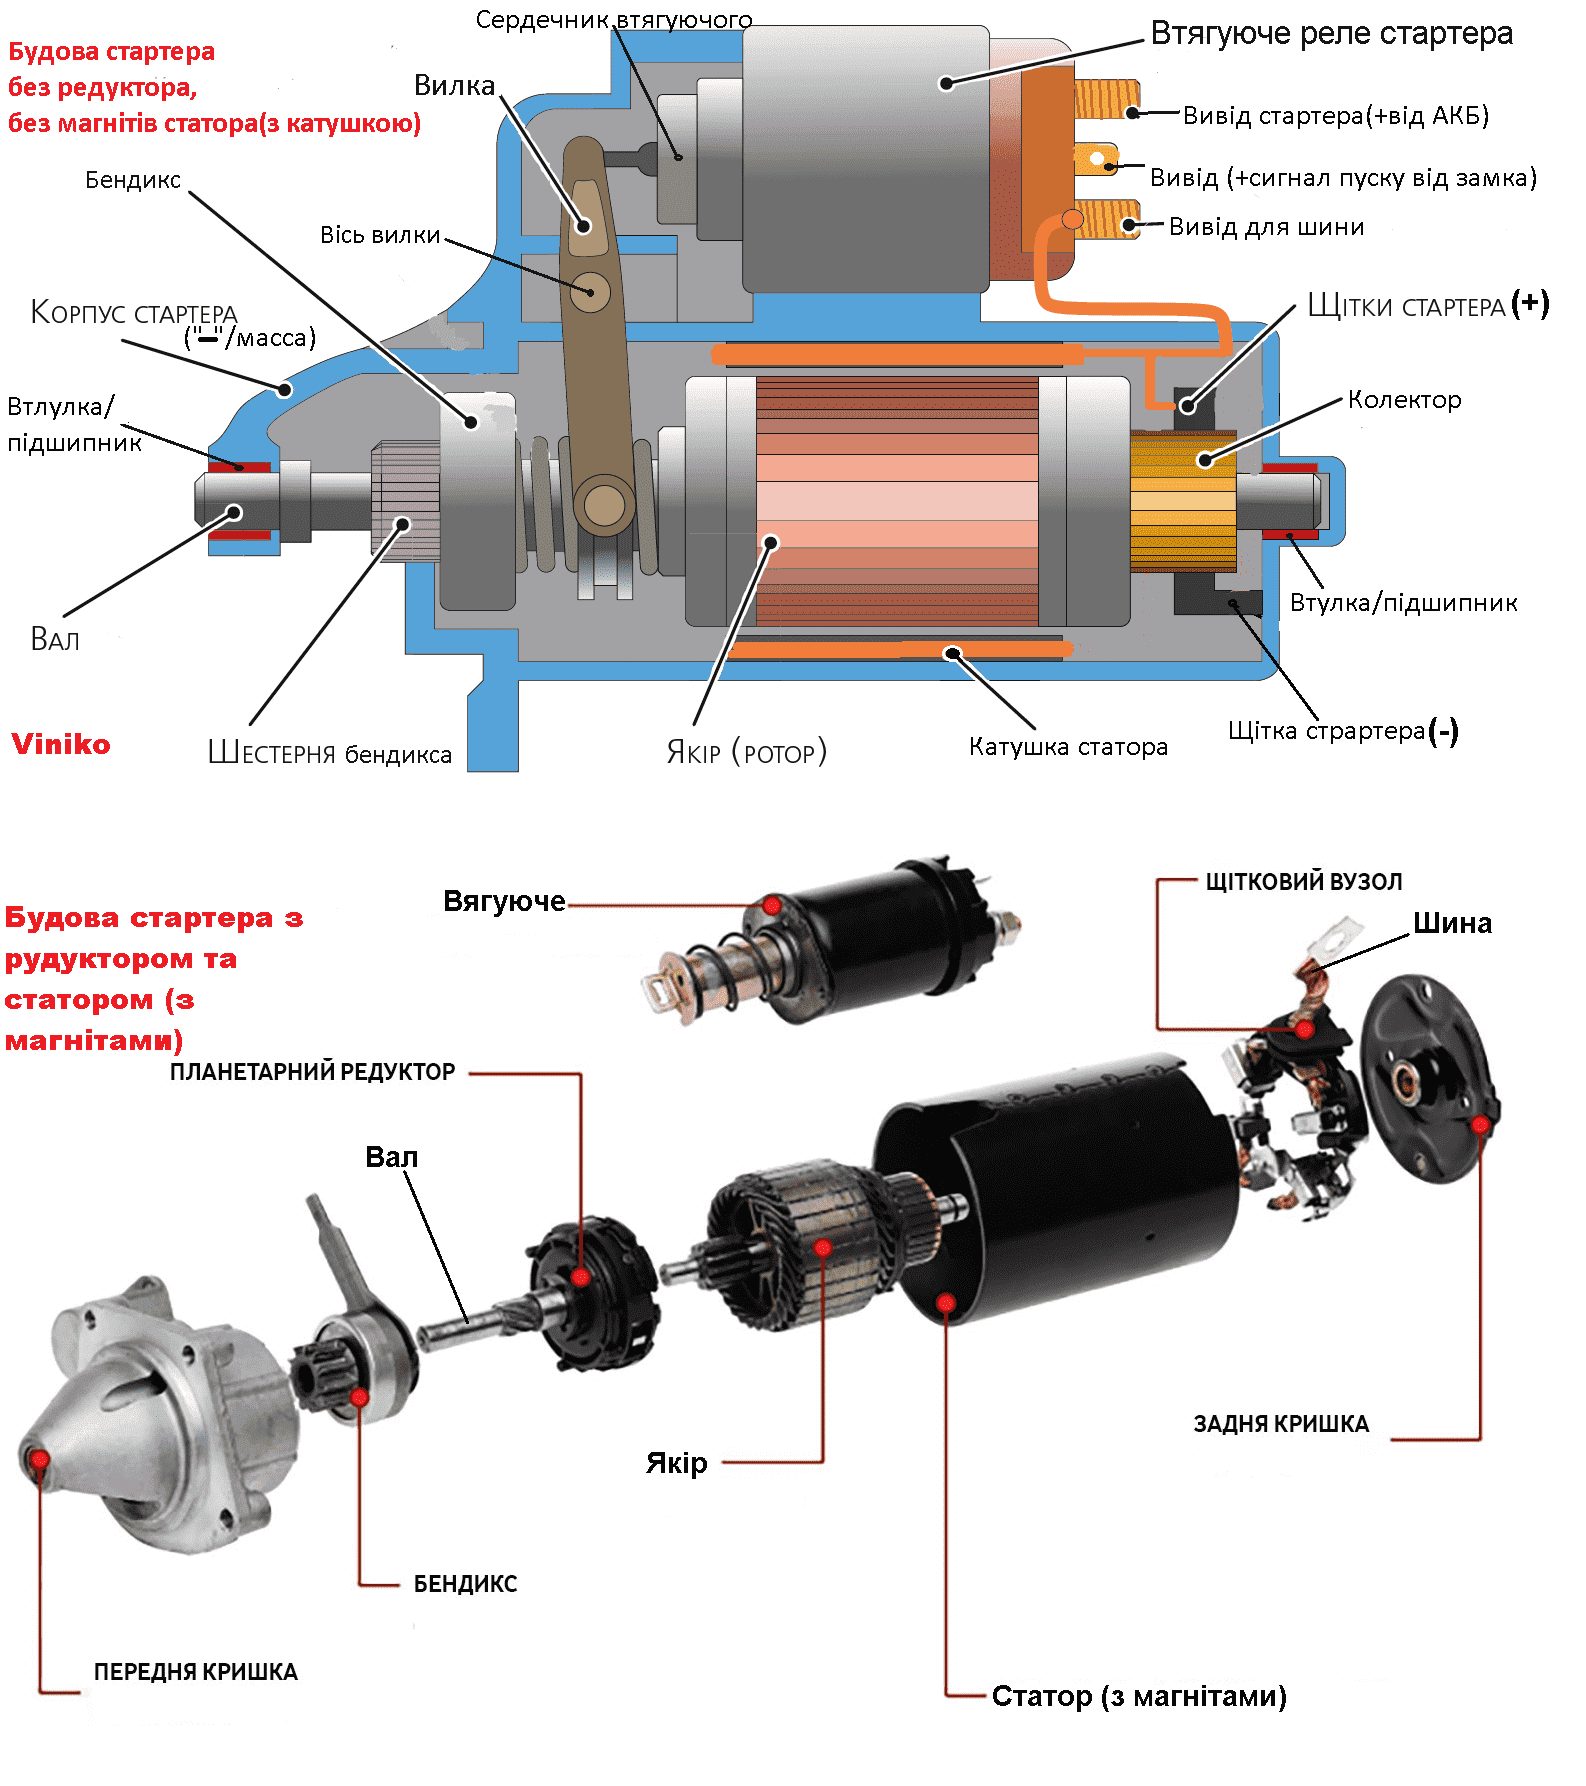 Сердечник втягуючого
Будова стартера
без редуктора,
без магнітів статора(з катушкою)
Втягуюче реле стартера
Вилка
Вивід стартера(+від АКБ)
Бендикс
Вивід (+сигнал пуску від замка)
Вісь вилки
Вивід для шини
Корпус стартера
("–"/масса)
Щітки стартера (+)
Втлулка/
підшипник
Колектор
Втулка/підшипник
Вал
Щітка страртера(-)
Viniko
Шестерня бендикса
Якір (ротор)
Катушка статора
Вягуюче
ЩІТКОВИЙ ВУЗОЛ
Шина
Будова стартера з
рудуктором та
статором (з
магнітами)
ПЛАНЕТАРНИЙ РЕДУКТОР
Вал
ЗАДНЯ КРИШКА
Якір
БЕНДИКС
ПЕРЕДНЯ КРИШКА
Статор (з магнітами)